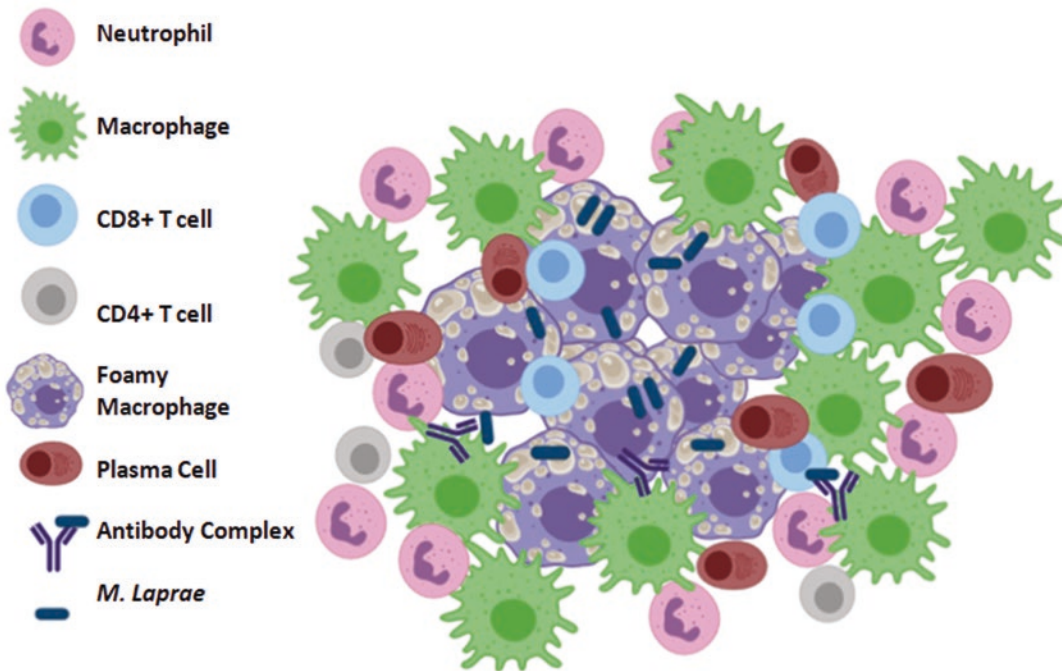 Neutrophil
Macrophage
CD8+ T cell
CD4+ T cell
Foamy
Macrophage
Plasma Cell
Antibody Complex
M. Laprae